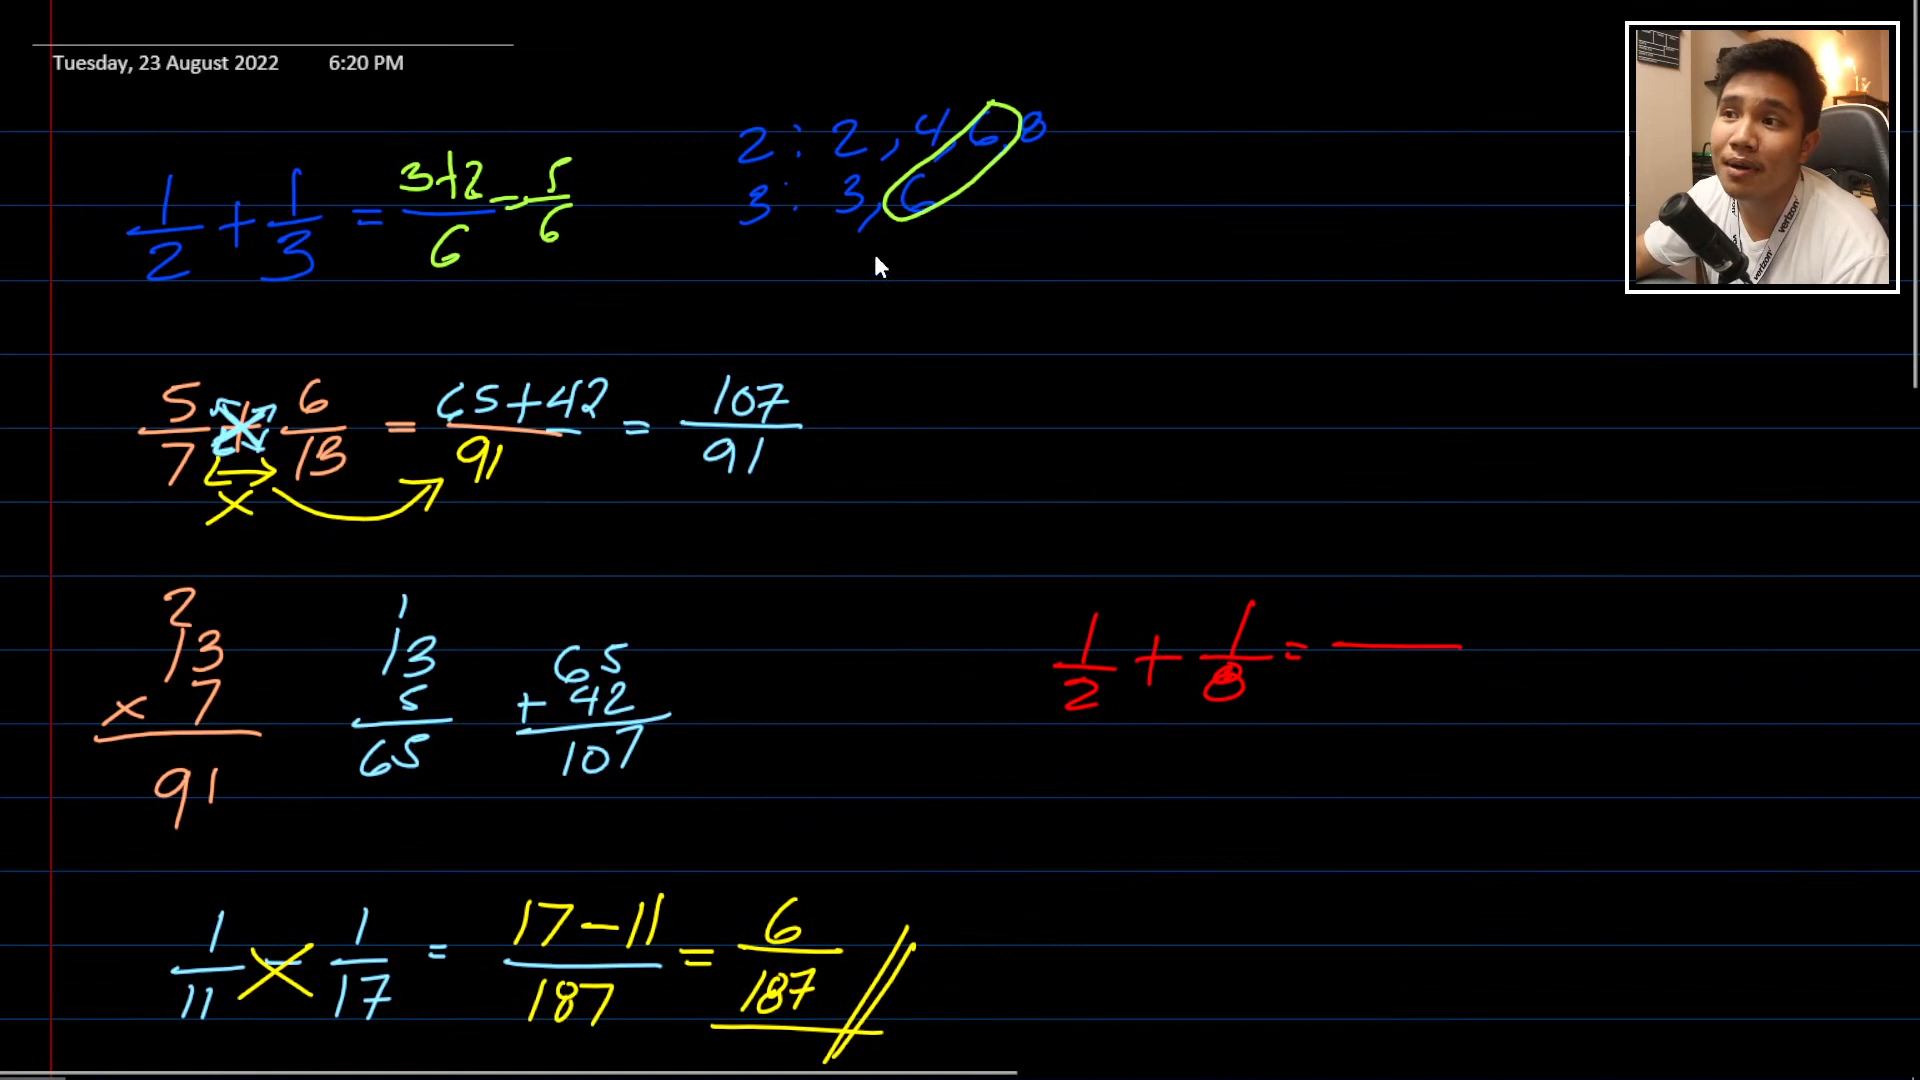 Tuesday, 23 August 2022 6:20 PM
2 : 2 , 4, 6, 8
3 : 3, 6
1/2 + 1/3 = 3+2/6 = 5/6
5/7 + 6/13 = 65+42/91 = 107/91
x
2
13
x 7
91
1
13
5
65
65
+ 42
107
1/2 + 1/8 =
1/11 - 1/17 = 17-11/187 = 6/187
verizon
verizon